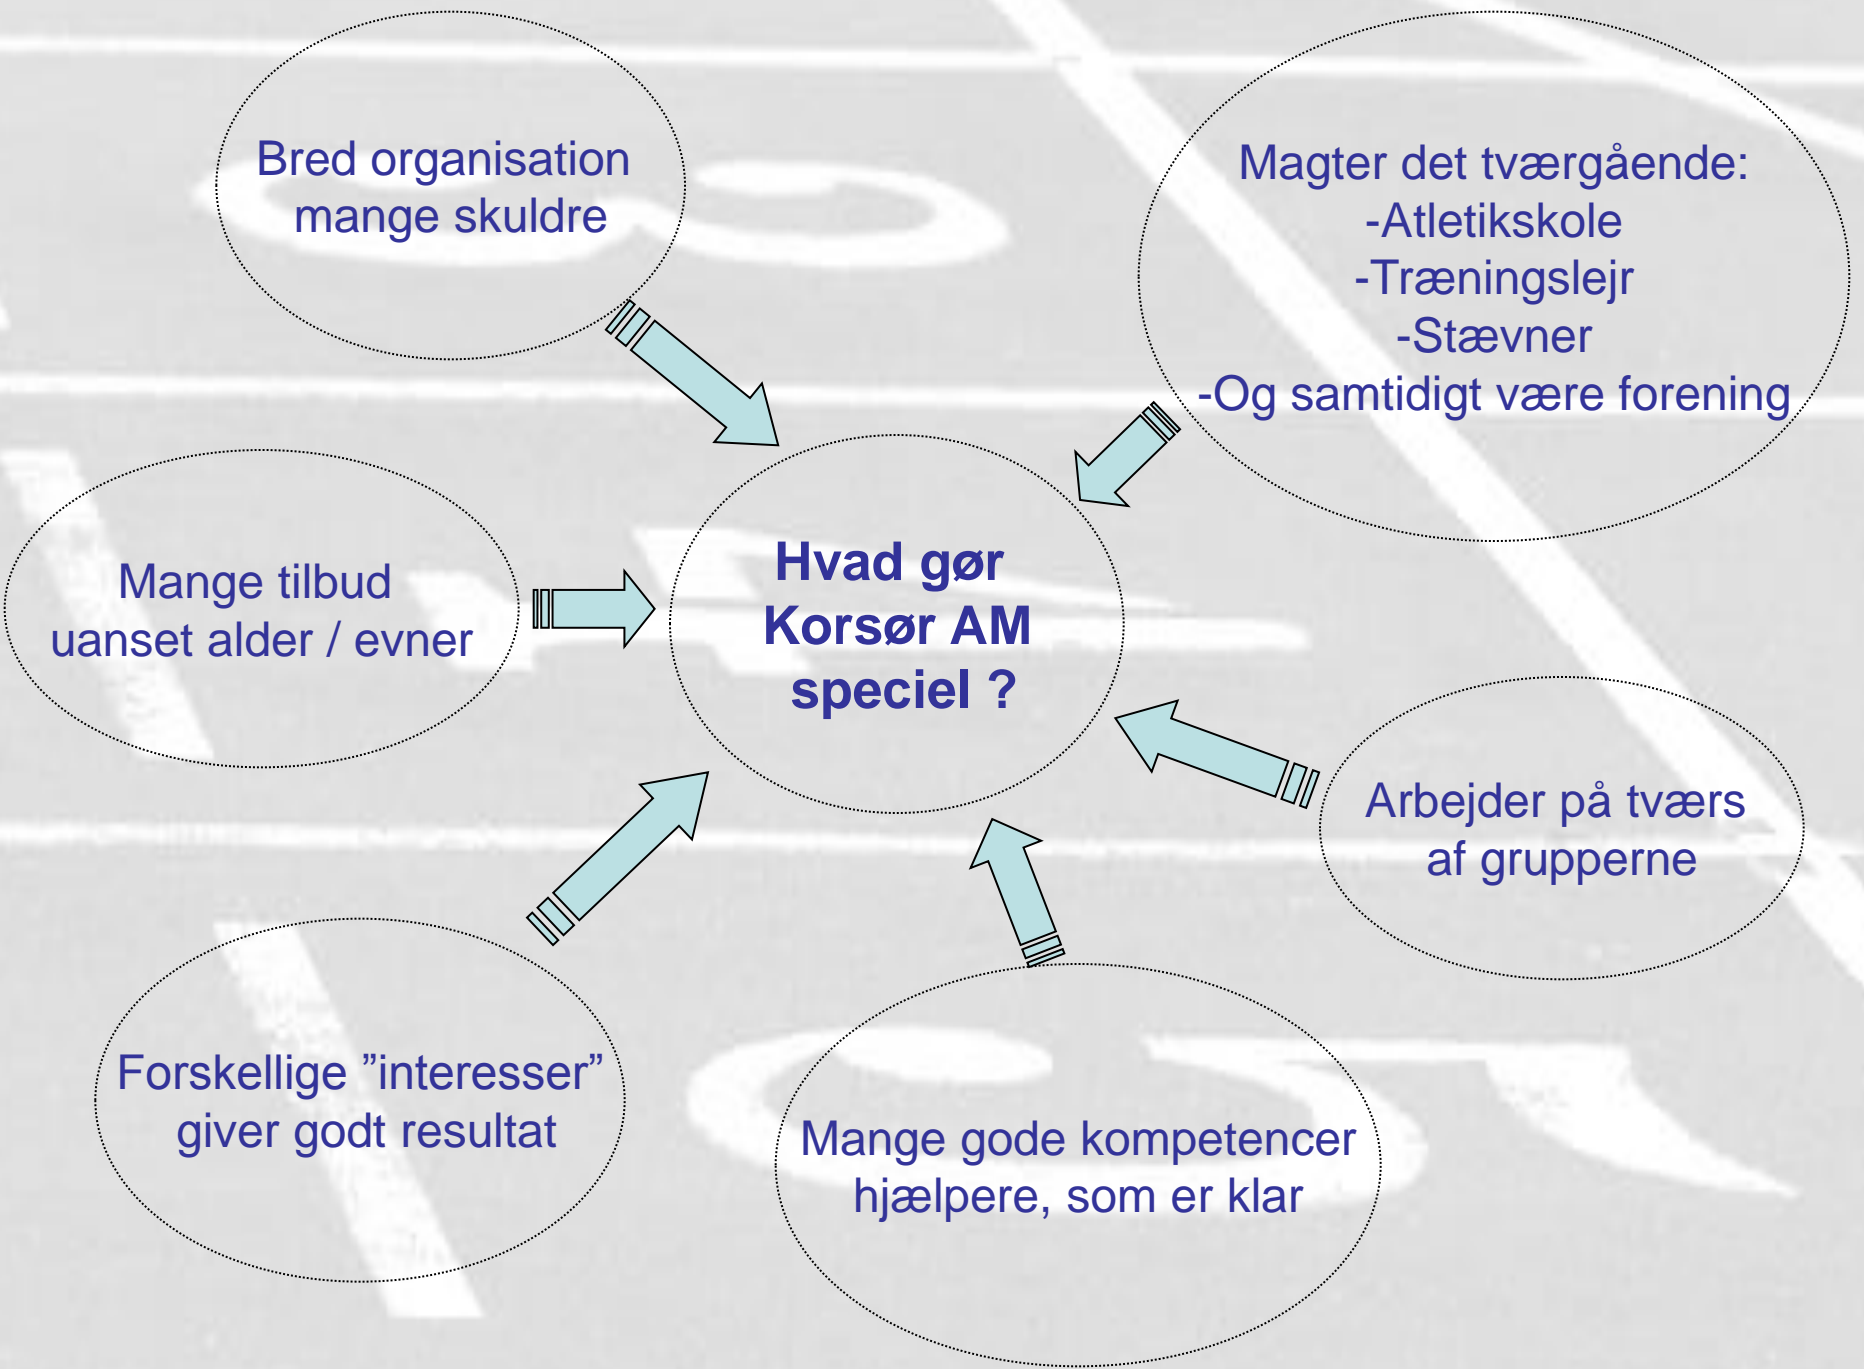 Bred organisation
mange skuldre
Magter det tværgående:
-Atletikskole
-Træningslejr
-Stævner
-Og samtidigt være forening
Mange tilbud
uanset alder / evner
Hvad gør
Korsør AM
speciel ?
Arbejder på tværs
af grupperne
Forskellige ”interesser”
giver godt resultat
Mange gode kompetencer
hjælpere, som er klar